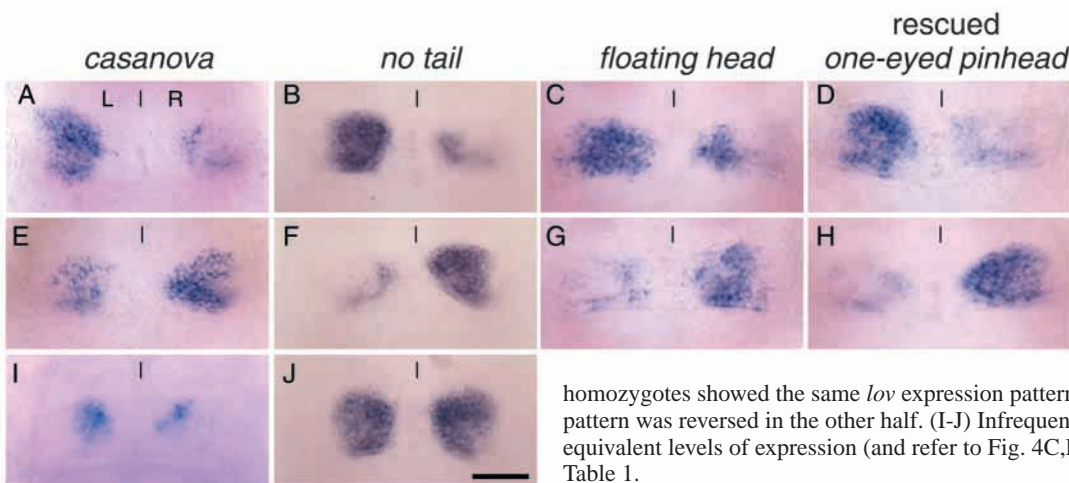 rescued
casanova no tail floating head one-eyed pinhead
A L R B C D
E F G H
I J
homozygotes showed the same lov expression pattern
pattern was reversed in the other half. (I-J) Infrequen
equivalent levels of expression (and refer to Fig. 4C,
Table 1.